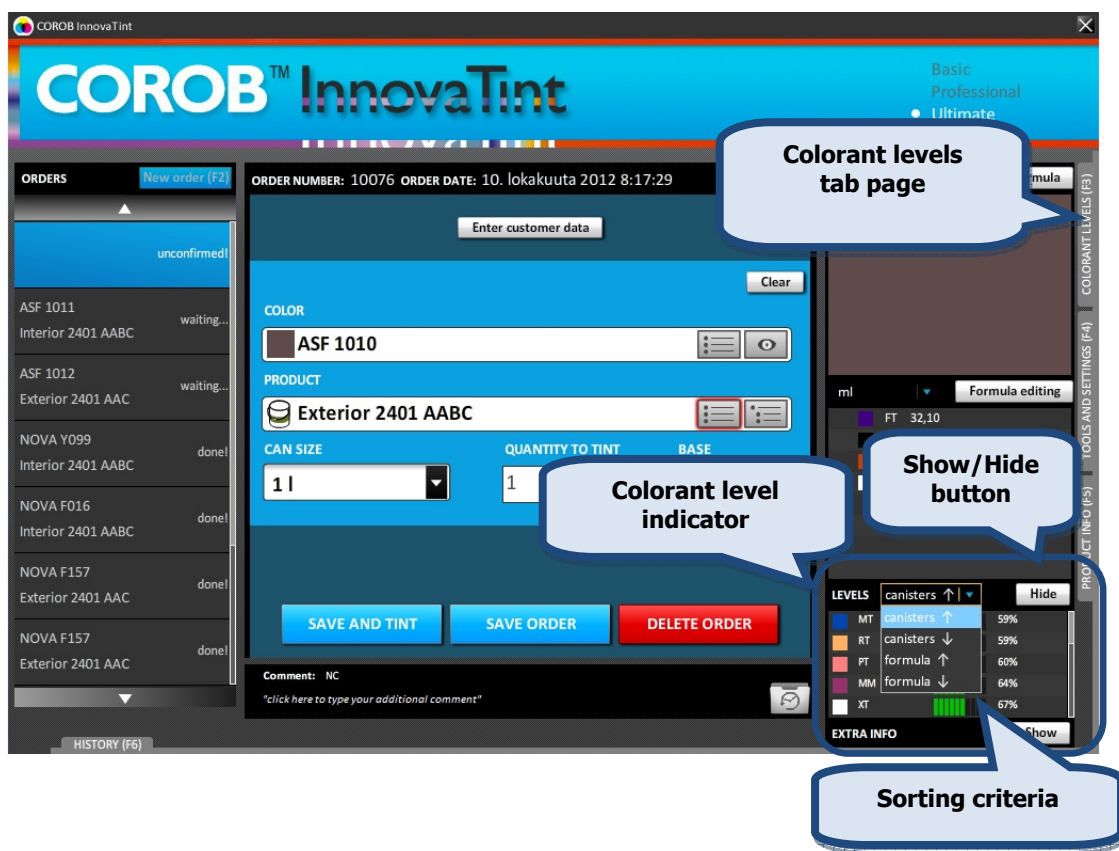 COROB InnovaTint
COROB™ InnovaTint
Basic
Professional
Ultimate
Colorant levels
tab page
ORDERS
New order (F2)
unconfirmed!
ASF 1011
waiting...
Interior 2401 AABC
ASF 1012
waiting...
Exterior 2401 AAC
NOVA Y099
done!
Interior 2401 AABC
NOVA F016
done!
Interior 2401 AABC
NOVA F157
done!
Exterior 2401 AAC
NOVA F157
done!
Exterior 2401 AAC
HISTORY (F6)
ORDER NUMBER: 10076 ORDER DATE: 10. lokakuuta 2012 8:17:29
Enter customer data
Clear
COLOR
ASF 1010
PRODUCT
Exterior 2401 AABC
CAN SIZE
QUANTITY TO TINT
BASE
1 l
1
Colorant level
indicator
SAVE AND TINT
SAVE ORDER
DELETE ORDER
Comment: NC
"click here to type your additional comment"
ml
Formula editing
FT 32,10
Show/Hide
button
LEVELS
canisters ↑
Hide
canisters ↑
canisters ↓
formula ↑
formula ↓
MT 59%
RT 59%
PT 60%
MM 64%
XT 67%
EXTRA INFO
Show
Sorting criteria
COLORANT LEVELS (F3)
TOOLS AND SETTINGS (F4)
PRODUCT INFO (F5)